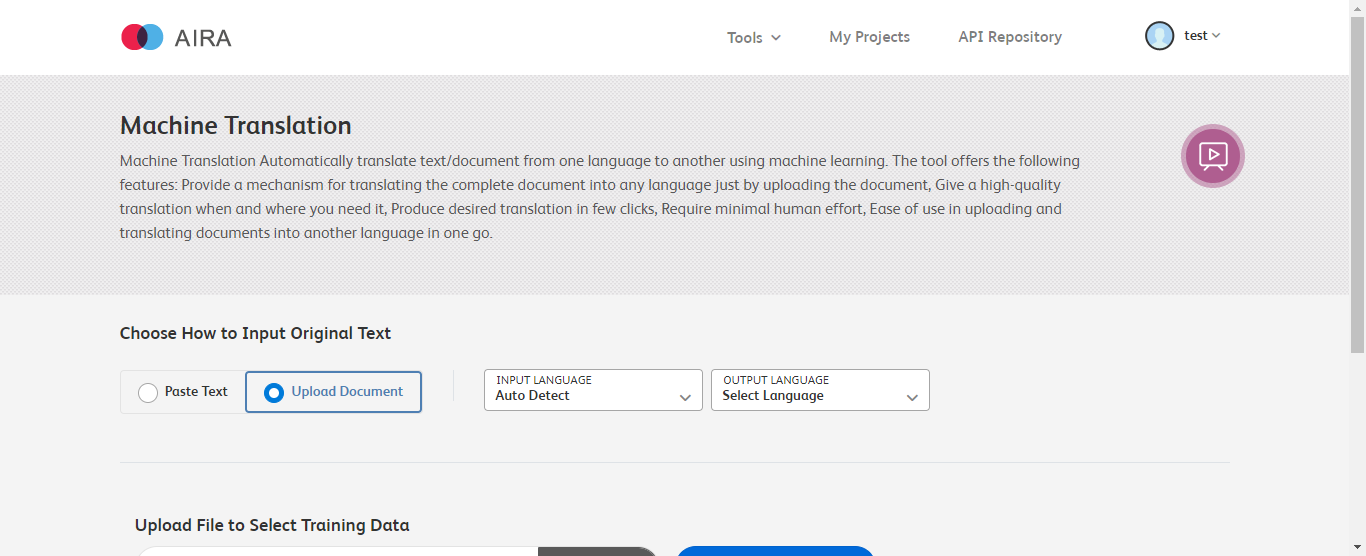 AIRA
Tools
My Projects
API Repository
test
Machine Translation
Machine Translation Automatically translate text/document from one language to another using machine learning. The tool offers the following
features: Provide a mechanism for translating the complete document into any language just by uploading the document, Give a high-quality
translation when and where you need it, Produce desired translation in few clicks, Require minimal human effort, Ease of use in uploading and
translating documents into another language in one go.
Choose How to Input Original Text
Paste Text
Upload Document
INPUT LANGUAGE
Auto Detect
OUTPUT LANGUAGE
Select Language
Upload File to Select Training Data